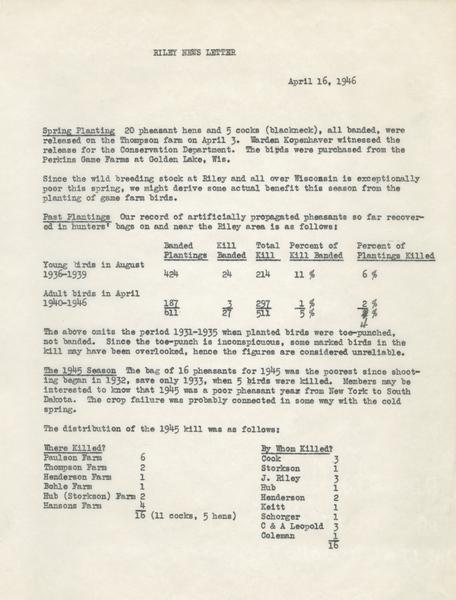 RILEY NEWS LETTER
April 16, 1946
Spring Planting 20 pheasant hens and 5 cocks (blackneck), all banded, were
released on the Thompson farm on April 3. Warden Kopenhaver witnessed the
release for the Conservation Department. The birds were purchased from the
Perkins Game Farms at Golden Lake, Wis.
Since the wild breeding stock at Riley and all over Wisconsin is exceptionally
poor this spring, we might derive some actual benefit this season from the
planting of game farm birds.
Past Plantings Our record of artificially propagated pheasants so far recover-
ed in hunters' bags on and near the Riley area is as follows:
Banded Kill Total Percent of Percent of
Plantings Banded Kill Kill Banded Plantings Killed
Young birds in August
1936-1939 424 24 214 11 % 6 %
Adult birds in April
1940-1946 187 3 297 1 % 2 %
611 27 511 5 % %
4
The above omits the period 1931-1935 when planted birds were toe-punched,
not banded. Since the toe-punch is inconspicuous, some marked birds in the
kill may have been overlooked, hence the figures are considered unreliable.
The 1945 Season The bag of 16 pheasants for 1945 was the poorest since shoot-
ing began in 1932, save only 1933, when 5 birds were killed. Members may be
interested to know that 1945 was a poor pheasant year from New York to South
Dakota. The crop failure was probably connected in some way with the cold
spring.
The distribution of the 1945 kill was as follows:
Where Killed? By Whom Killed?
Paulson Farm 6 Cook 3
Thompson Farm 2 Storkson 1
Henderson Farm 1 J. Riley 3
Bohle Farm 1 Hub 1
Hub (Storkson) Farm 2 Henderson 2
Hansons Farm 4 Keitt 1
16 (11 cocks, 5 hens) Schorger 1
C & A Leopold 3
Coleman 1
16